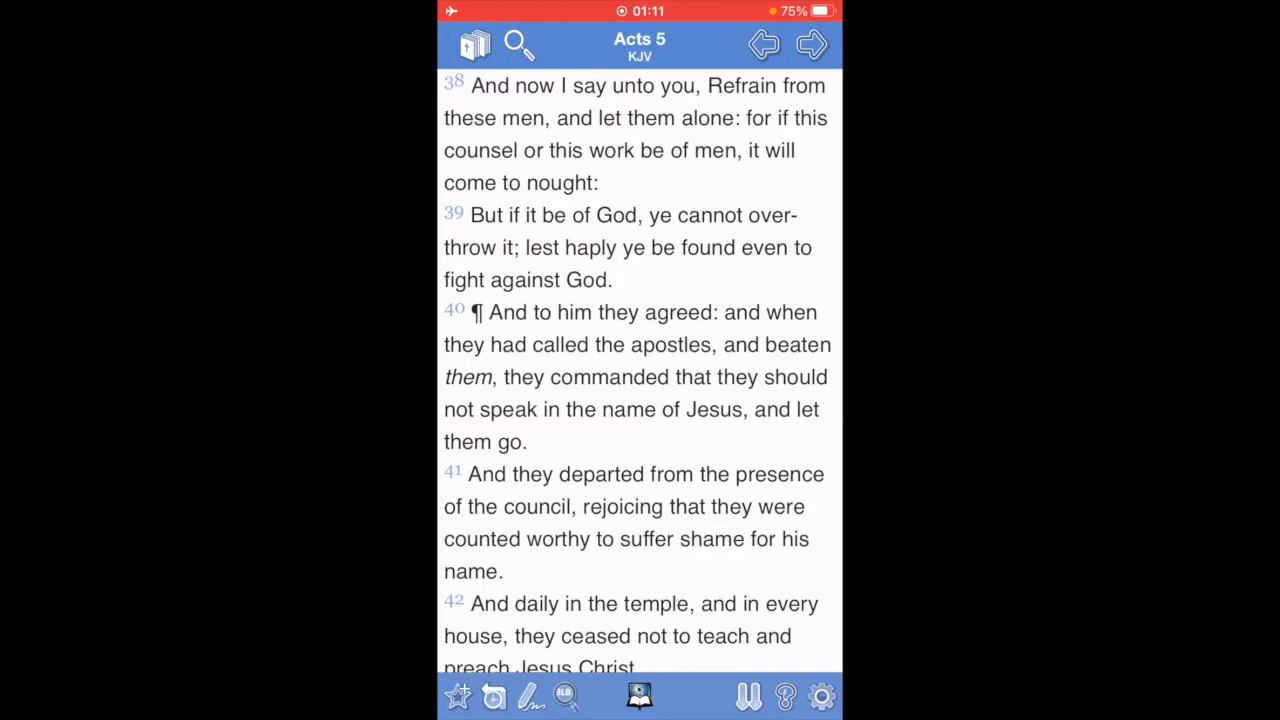 01:11
75%
Acts 5
KJV
38 And now I say unto you, Refrain from
these men, and let them alone: for if this
counsel or this work be of men, it will
come to nought:
39 But if it be of God, ye cannot over-
throw it; lest haply ye be found even to
fight against God.
40 ¶ And to him they agreed: and when
they had called the apostles, and beaten
them, they commanded that they should
not speak in the name of Jesus, and let
them go.
41 And they departed from the presence
of the council, rejoicing that they were
counted worthy to suffer shame for his
name.
42 And daily in the temple, and in every
house, they ceased not to teach and
preach Jesus Christ.
BLB